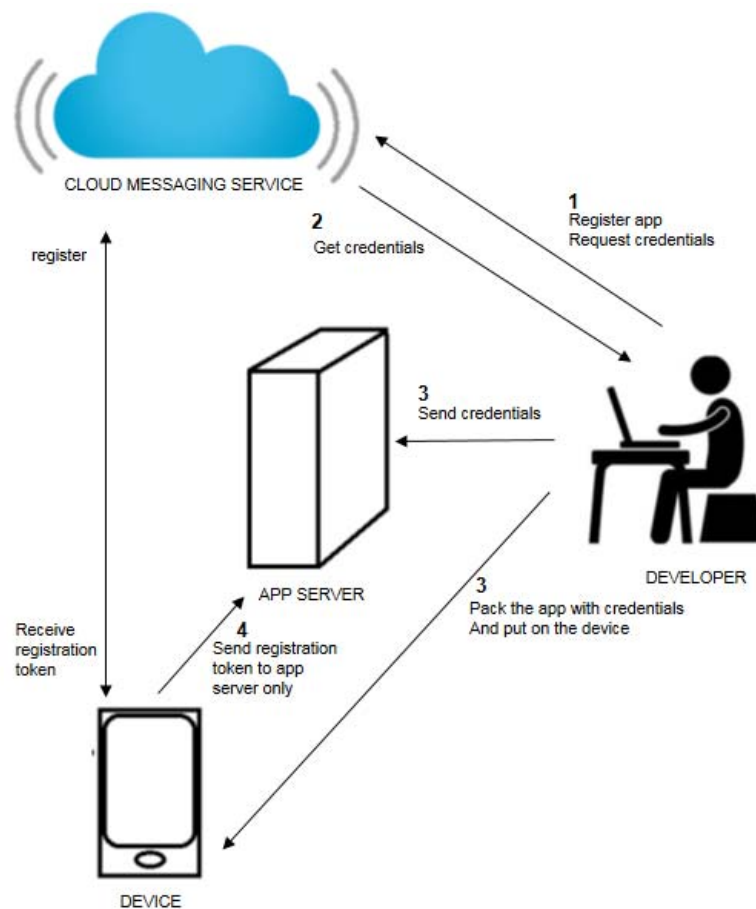 CLOUD MESSAGING SERVICE
1
Register app
Request credentials
2
Get credentials
register
3
Send credentials
DEVELOPER
APP SERVER
3
Pack the app with credentials
And put on the device
4
Send registration
token to app
server only
Receive
registration
token
DEVICE